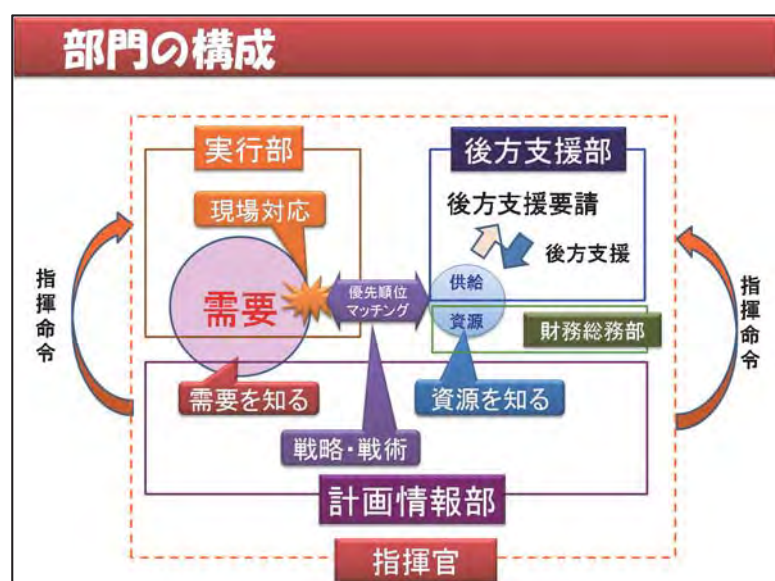 部門の構成
実行部
後方支援部
現場対応
後方支援要請
後方支援
需要
優先順位
マッチング
供給
資源
財務総務部
指揮命令
指揮命令
需要を知る
資源を知る
戦略・戦術
計画情報部
指揮官